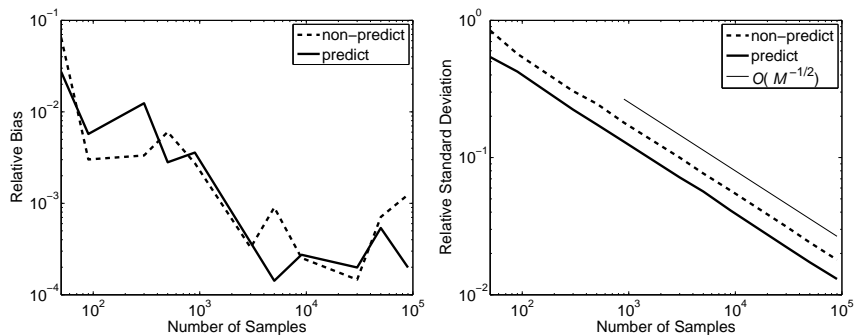 10^{-1}
10^{-2}
10^{-3}
10^{-4}
Relative Bias
10^{2}
10^{3}
10^{4}
10^{5}
Number of Samples
non−predict
predict
10^{0}
10^{-1}
10^{-2}
Relative Standard Deviation
10^{2}
10^{3}
10^{4}
10^{5}
Number of Samples
non−predict
predict
O( M^{−1/2})